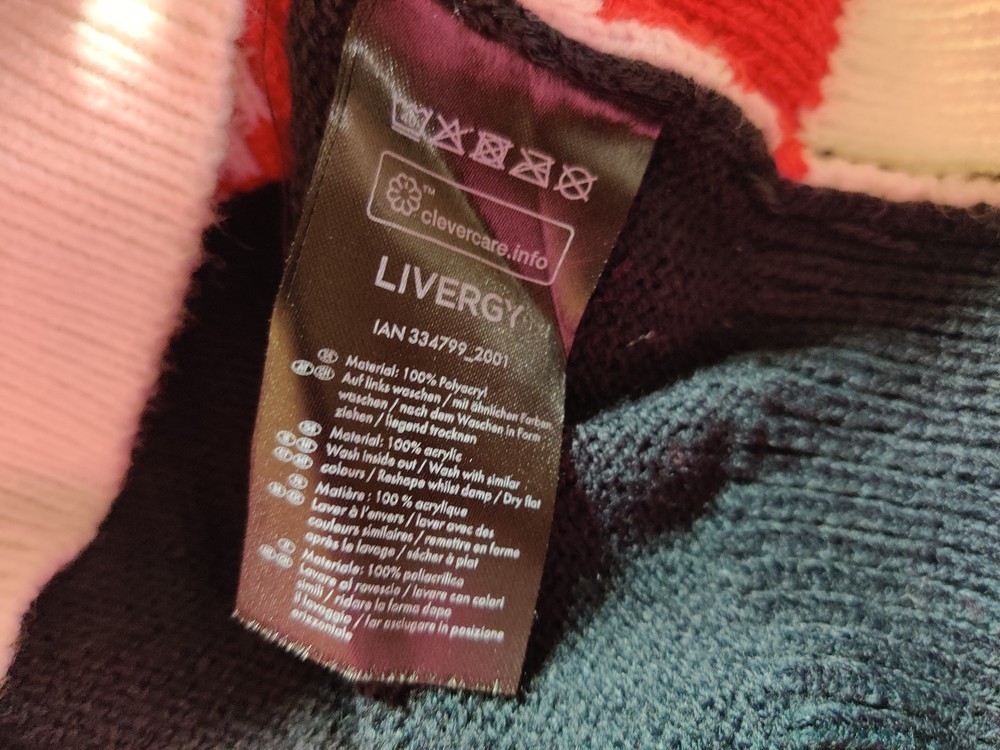 ™
clevercare.info
LIVERGY
IAN 334799_2001
Material: 100% Polyacryl
Auf links waschen / mit ähnlichen Farben
waschen / nach dem Waschen in Form
ziehen / liegend trocknen
Material: 100% acrylic
Wash inside out / Wash with similar
colours / Reshape whilst damp / Dry flat
Matière : 100 % acrylique
Laver à l'envers / laver avec des
couleurs similaires / remettre en forme
après le lavage / sécher à plat
Materiale: 100% poliacrilico
Lavare al rovescio / lavare con colori
simili / ridare la forma dopo
il lavaggio / far asciugare in posizione
orizzontale